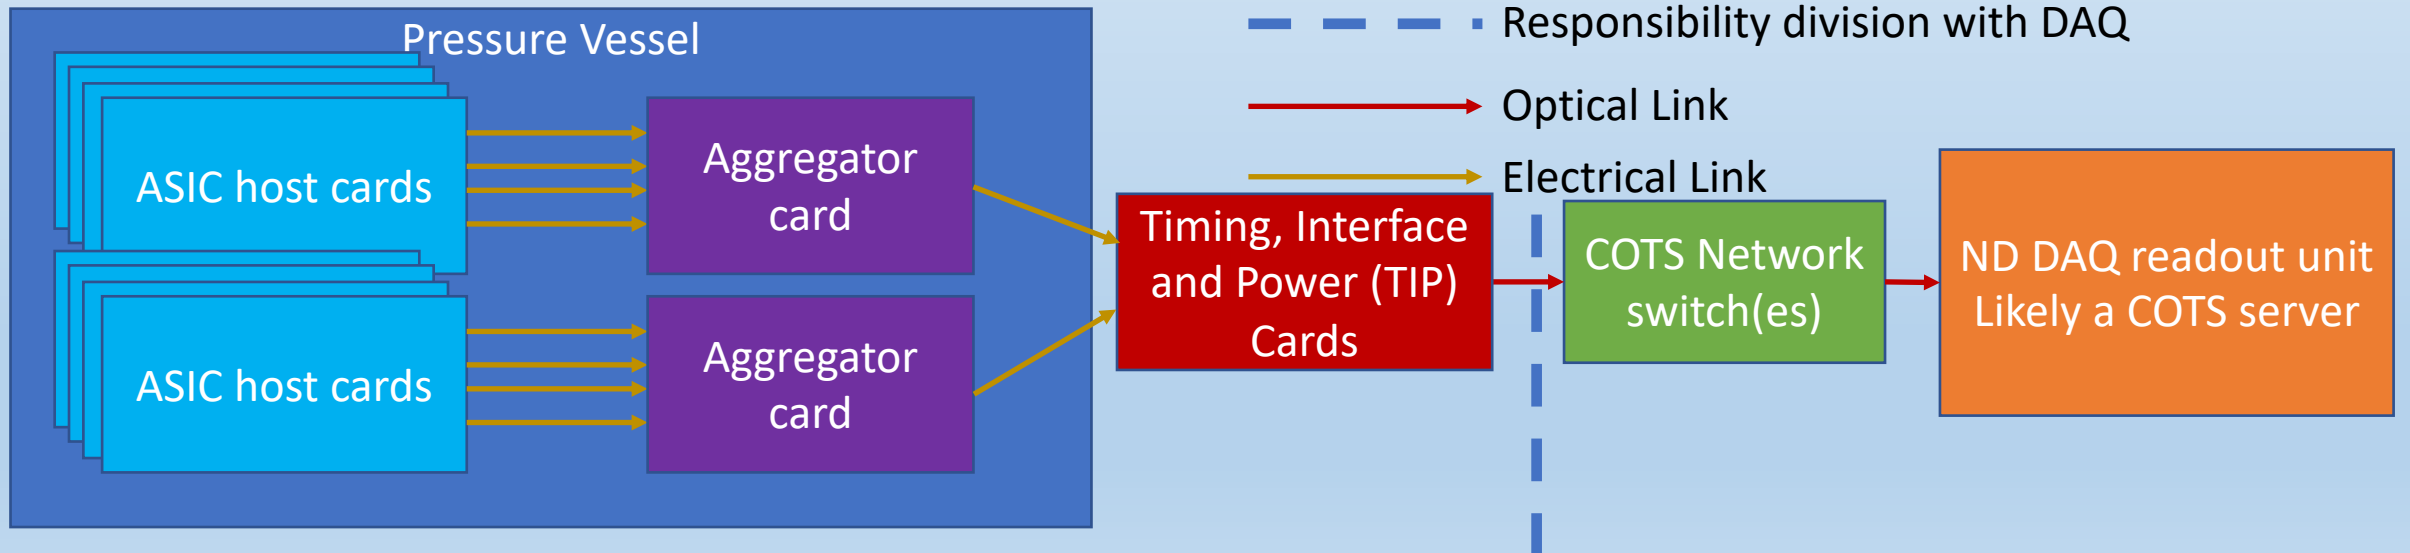 Pressure Vessel
ASIC host cards
Aggregator
card
ASIC host cards
Aggregator
card
Responsibility division with DAQ
Optical Link
Electrical Link
Timing, Interface
and Power (TIP)
Cards
COTS Network
switch(es)
ND DAQ readout unit
Likely a COTS server